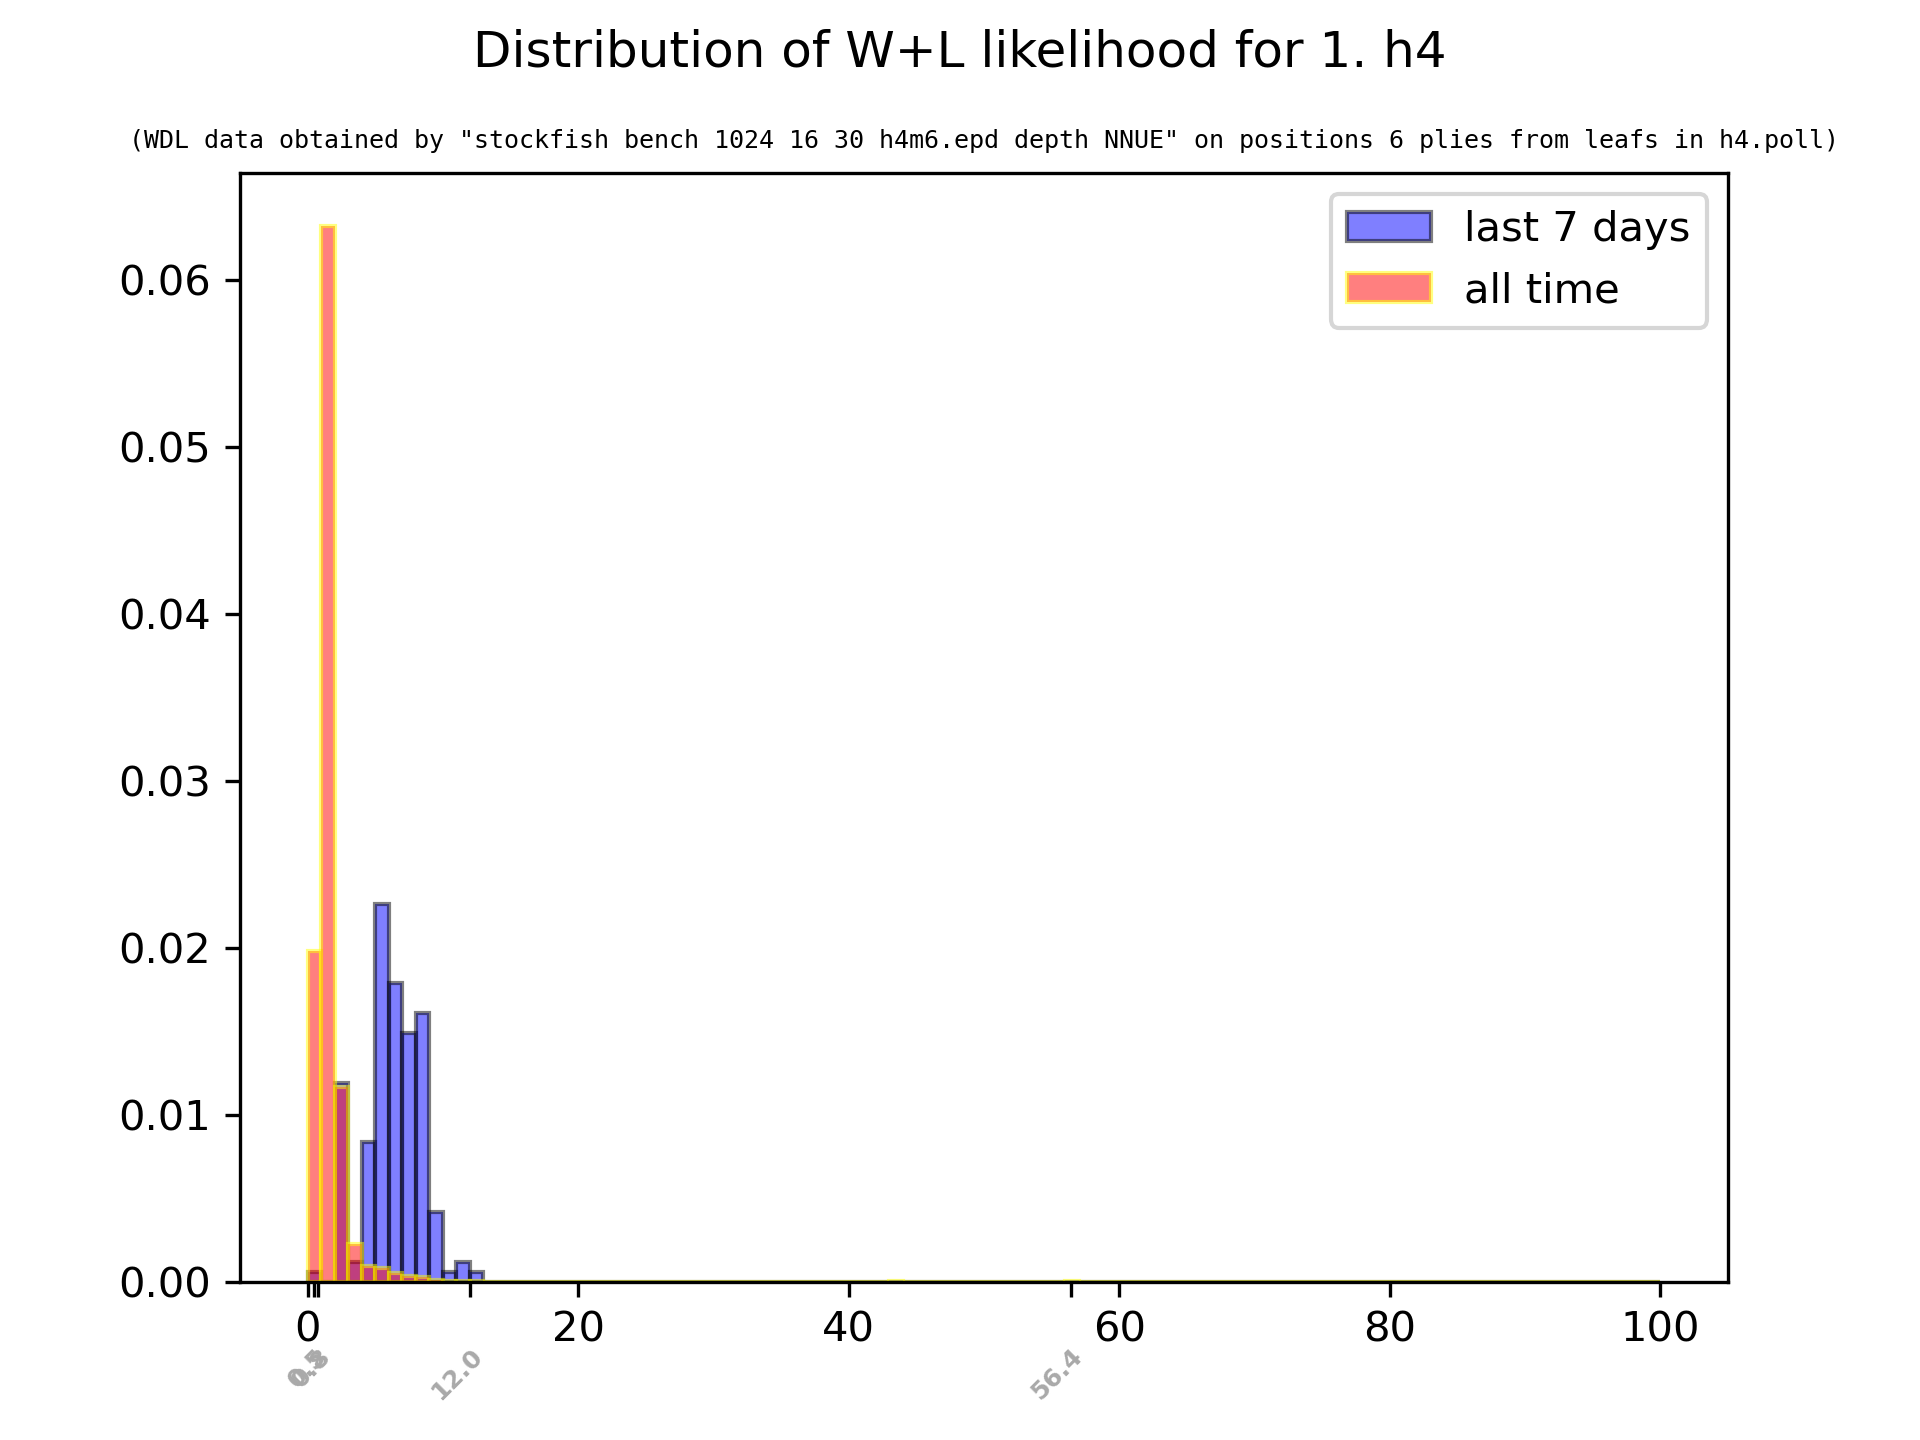 Distribution of W+L likelihood for 1. h4
(WDL data obtained by "stockfish bench 1024 16 30 h4m6.epd depth NNUE" on positions 6 plies from leafs in h4.poll)
last 7 days
all time
0.06
0.05
0.04
0.03
0.02
0.01
0.00
0 20 40 60 80 100
12.0 56.4